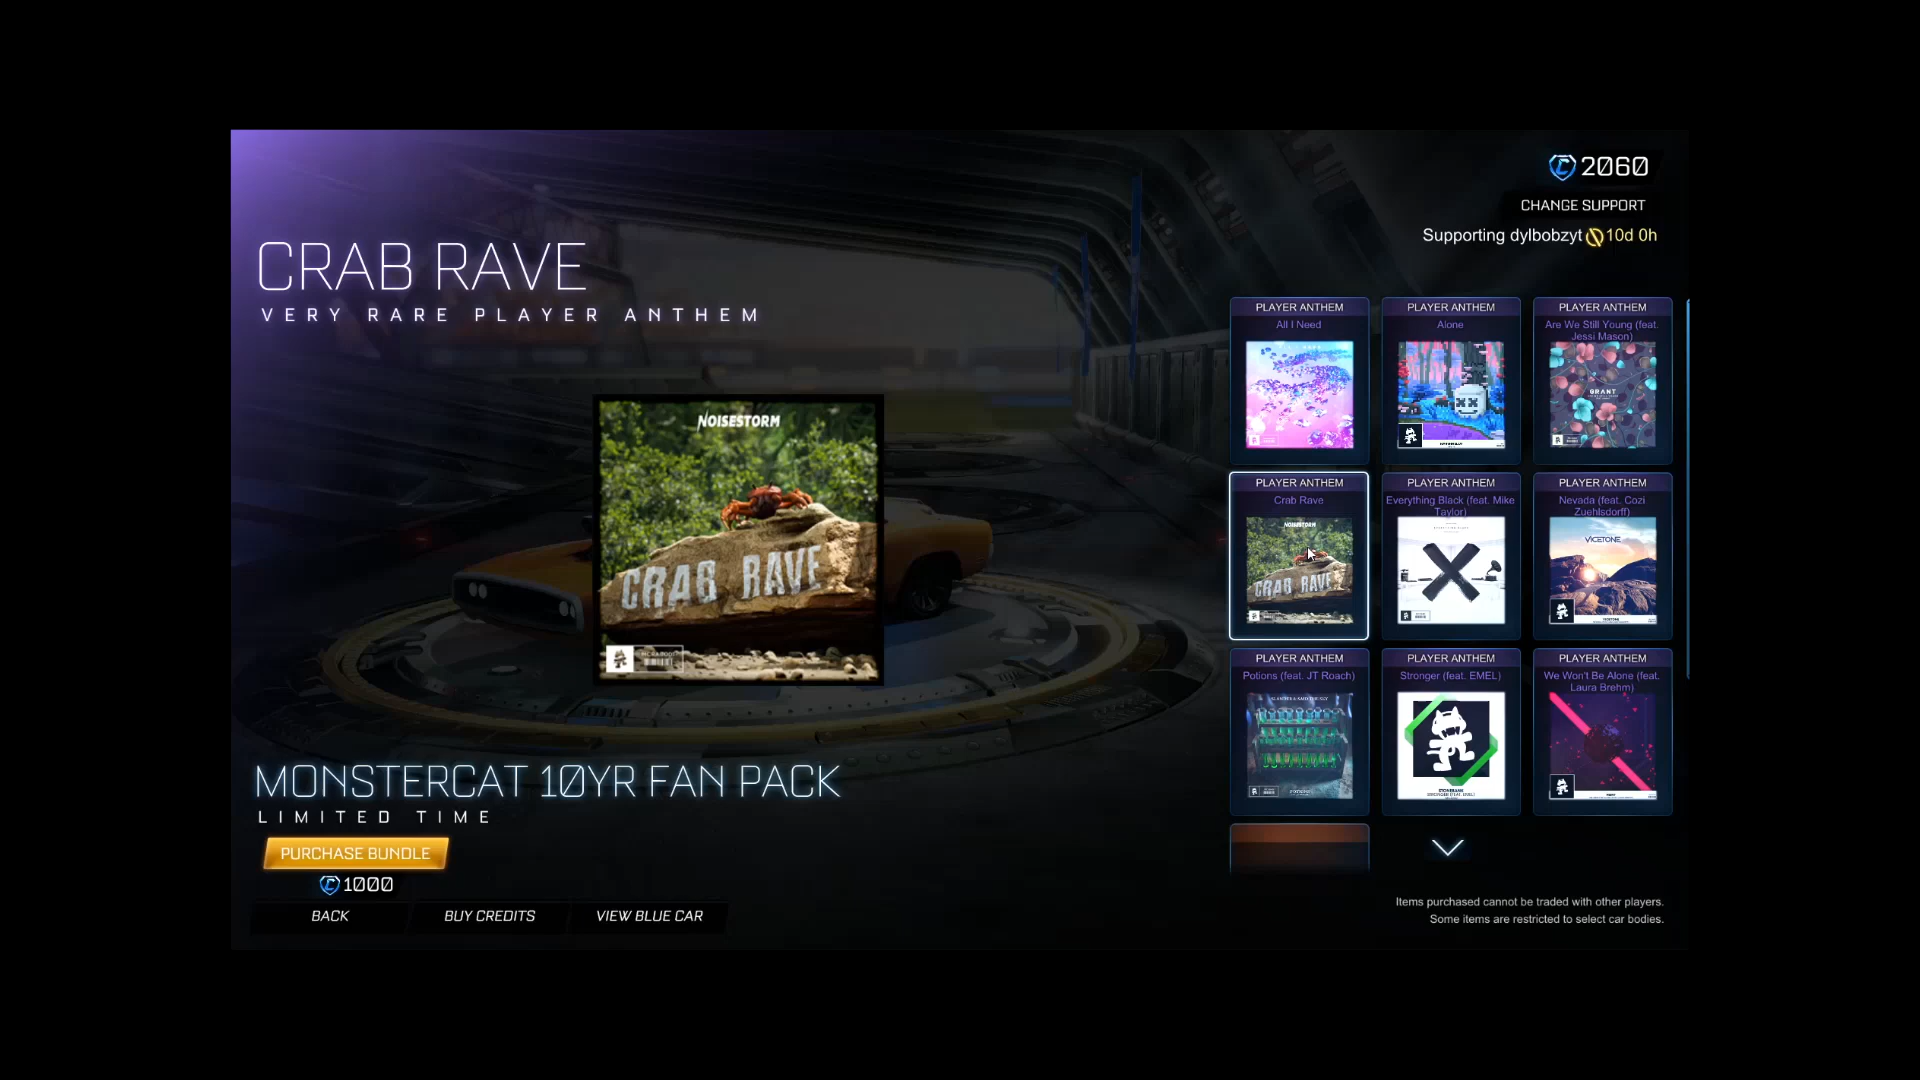 2060
CHANGE SUPPORT
Supporting dylbobzyt 10d 0h
CRAB RAVE
VERY RARE PLAYER ANTHEM
NOISESTORM
CRAB RAVE
PLAYER ANTHEM
All I Need
PLAYER ANTHEM
Alone
PLAYER ANTHEM
Are We Still Young (feat.
Jessi Mason)
GRANT
PLAYER ANTHEM
Crab Rave
NOISESTORM
CRAB RAVE
PLAYER ANTHEM
Everything Black (feat. Mike
Taylor)
PLAYER ANTHEM
Nevada (feat. Cozi
Zuehlsdorff)
VICETONE
PLAYER ANTHEM
Potions (feat. JT Roach)
PLAYER ANTHEM
Stronger (feat. EMEL)
PLAYER ANTHEM
We Won't Be Alone (feat.
Laura Brehm)
MONSTERCAT 10YR FAN PACK
LIMITED TIME
PURCHASE BUNDLE
1000
BACK
BUY CREDITS
VIEW BLUE CAR
Items purchased cannot be traded with other players.
Some items are restricted to select car bodies.